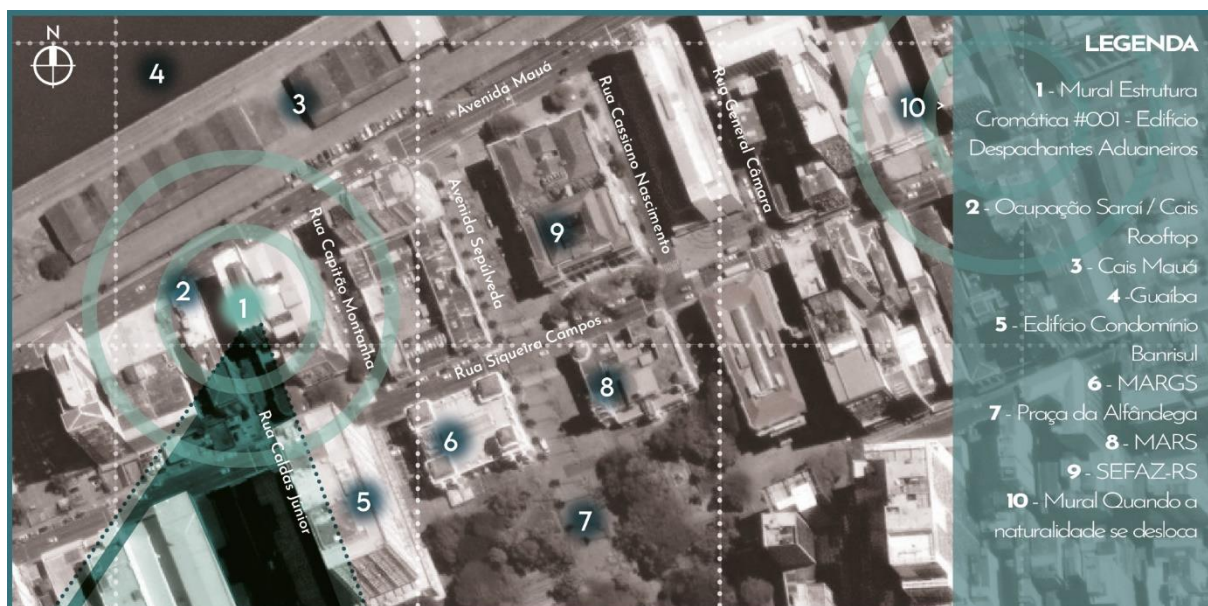 N
4
3
Avenida Mauá
Rua Cassiano Nascimento
Rua General Câmara
10
Avenida Sepúlveda
9
Rua Capitão Montanha
2
1
Rua Siqueira Campos
8
6
Rua Caldas Júnior
5
7
LEGENDA
1 - Mural Estrutura
Cromática #001 - Edifício
Despachantes Aduaneiros
2 - Ocupação Saraí / Cais
Rooftop
3 - Cais Mauá
4 -Guaíba
5 - Edifício Condomínio
Banrisul
6 - MARGS
7 - Praça da Alfândega
8 - MARS
9 - SEFAZ-RS
10 - Mural Quando a
naturalidade se desloca